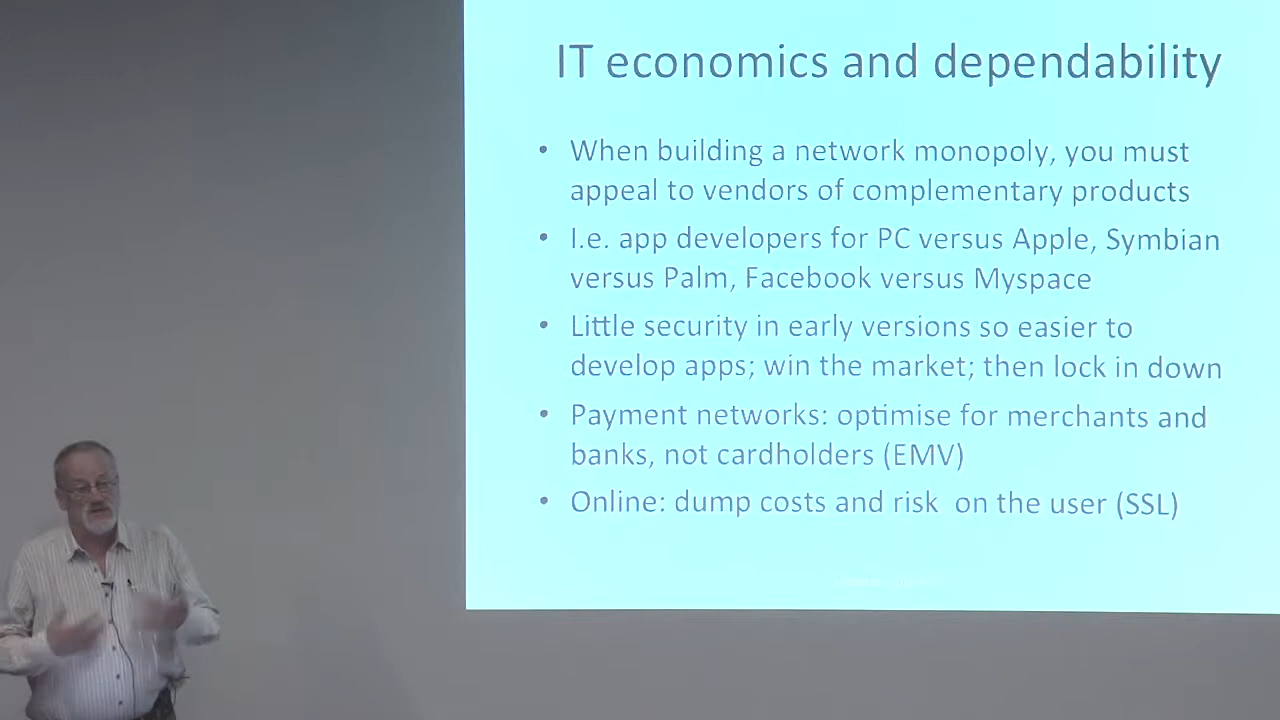 IT economics and dependability
• When building a network monopoly, you must
appeal to vendors of complementary products
• I.e. app developers for PC versus Apple, Symbian
versus Palm, Facebook versus Myspace
• Little security in early versions so easier to
develop apps; win the market; then lock in down
• Payment networks: optimise for merchants and
banks, not cardholders (EMV)
• Online: dump costs and risk on the user (SSL)